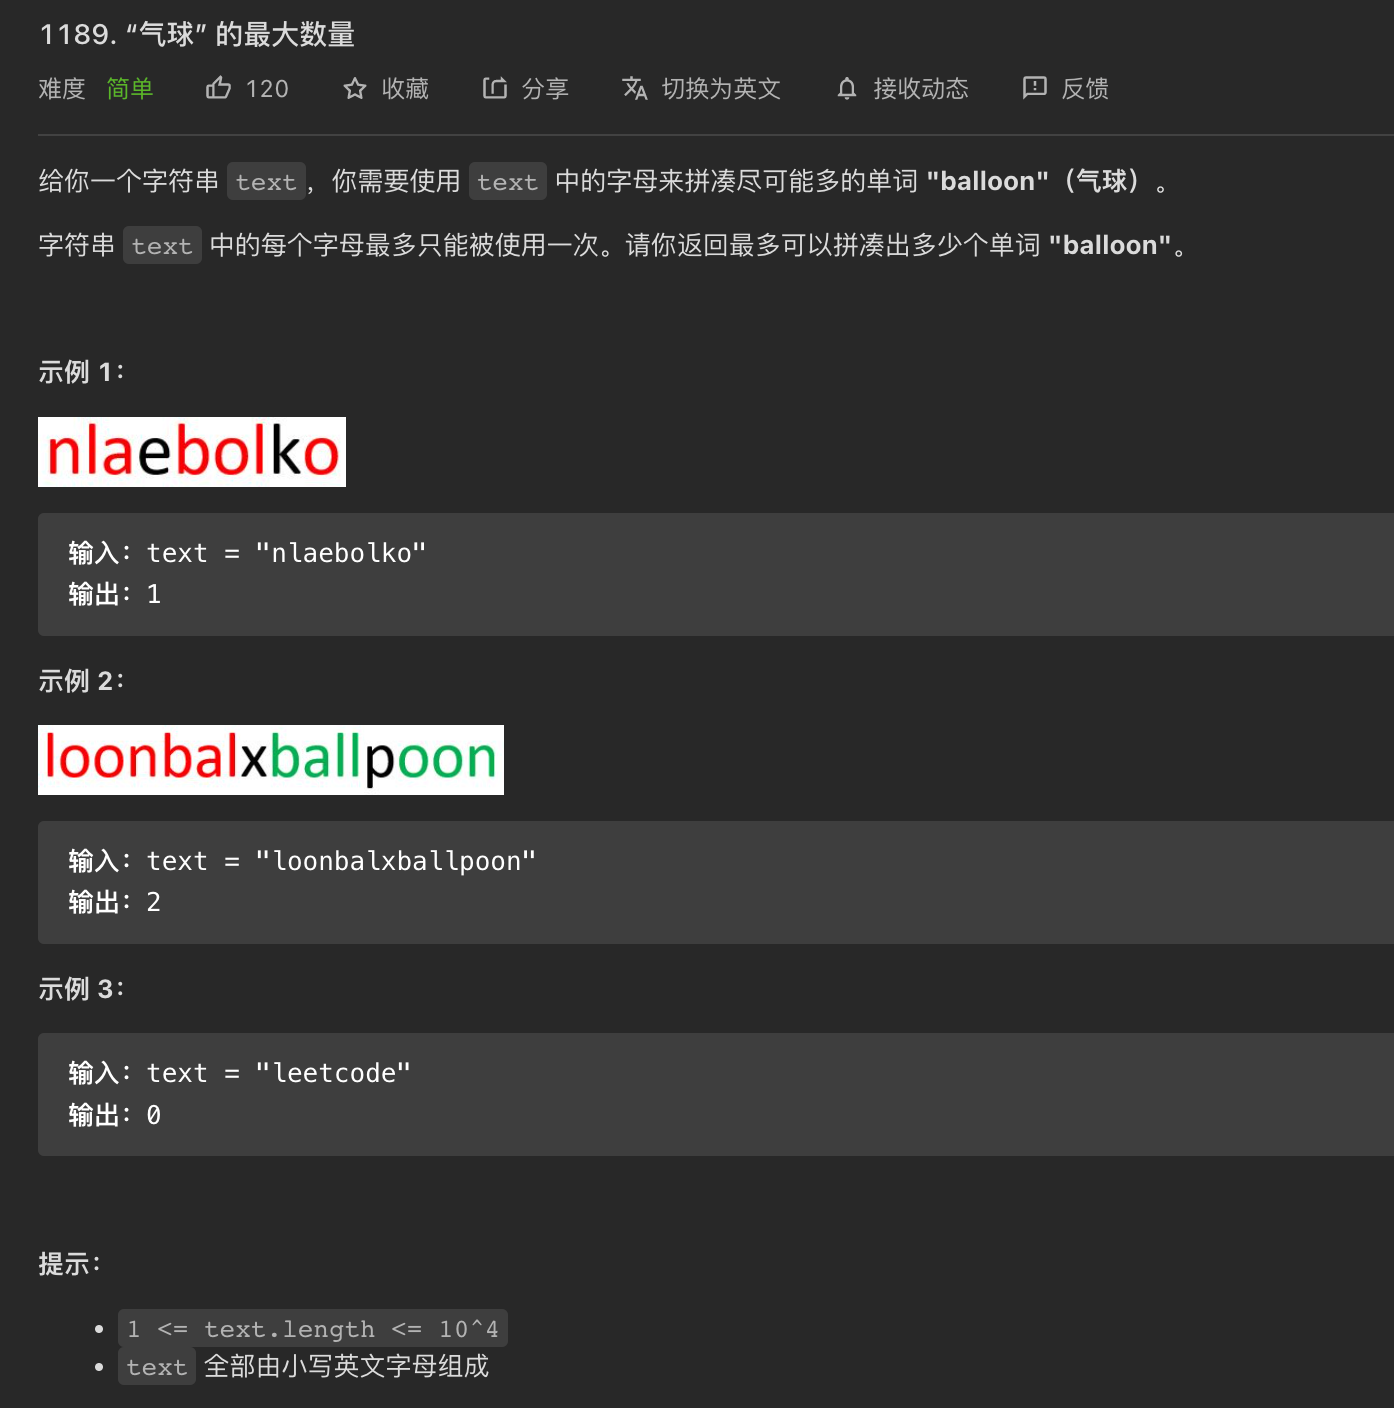 1189. “气球” 的最大数量
难度 简单 120 收藏 分享 切换为英文 接收动态 反馈
给你一个字符串 text，你需要使用 text 中的字母来拼凑尽可能多的单词 "balloon"（气球）。
字符串 text 中的每个字母最多只能被使用一次。请你返回最多可以拼凑出多少个单词 "balloon"。
示例 1：
nlaebolko
输入：text = "nlaebolko"
输出：1
示例 2：
loonbalxballpoon
输入：text = "loonbalxballpoon"
输出：2
示例 3：
输入：text = "leetcode"
输出：0
提示：
• 1 <= text.length <= 10^4
• text 全部由小写英文字母组成